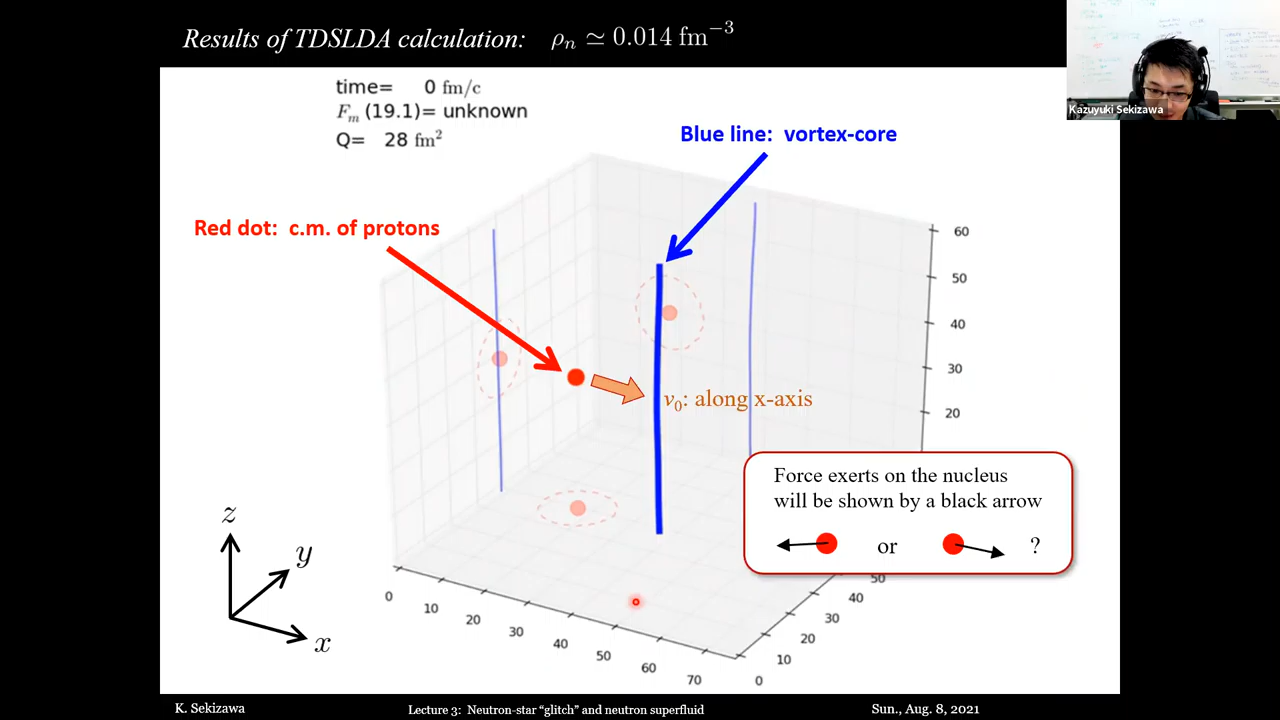 Results of TDSLDA calculation: ρₙ ≃ 0.014 fm⁻³
Kazuyuki Sekizawa
time= 0 fm/c
Fₘ (19.1)= unknown
Q= 28 fm²
Blue line: vortex-core
Red dot: c.m. of protons
v₀: along x-axis
60
50
40
30
20
Force exerts on the nucleus
will be shown by a black arrow
or ?
z
y
x
0
10
20
30
40
50
60
70
0
10
20
30
40
50
K. Sekizawa
Lecture 3: Neutron-star “glitch” and neutron superfluid
Sun., Aug. 8, 2021